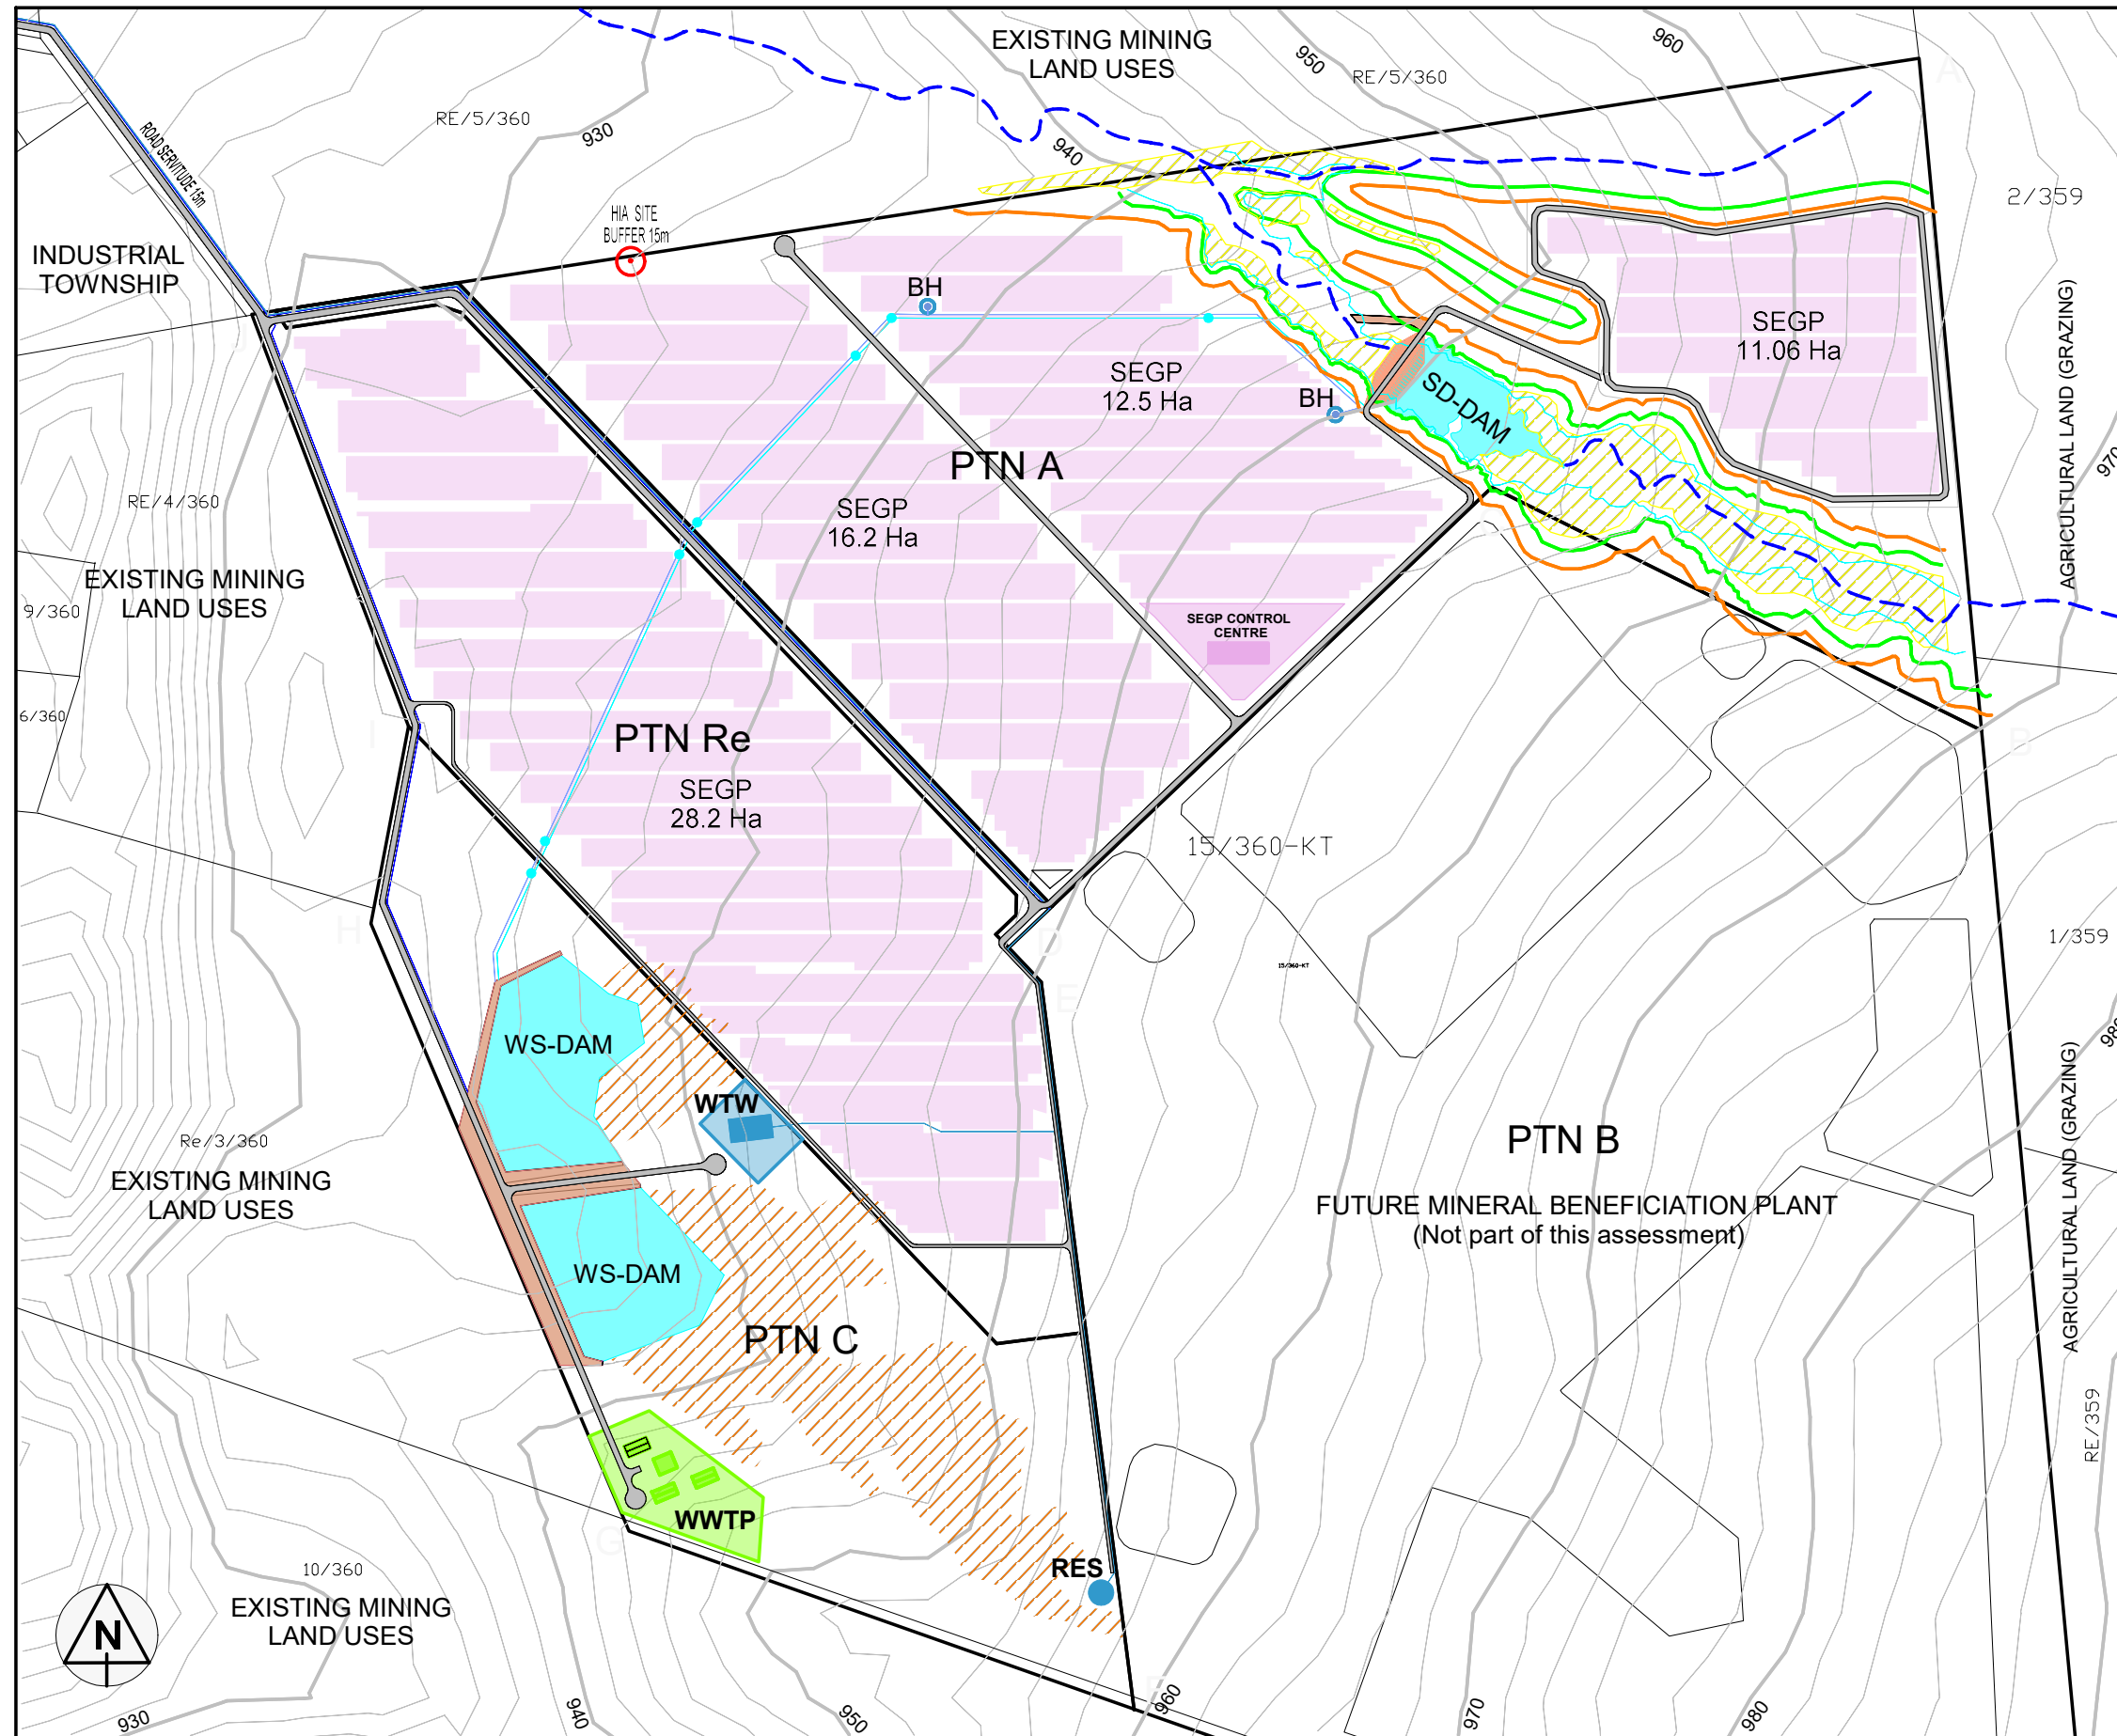 EXISTING MINING
LAND USES
950
960
RE/5/360
RE/5/360
930
940
ROAD SERVITUDE 15m
A
2/359
HIA SITE
BUFFER 15m
INDUSTRIAL
TOWNSHIP
BH
SEGP
11.06 Ha
SEGP
12.5 Ha
BH
SD-DAM
J
AGRICULTURAL LAND (GRAZING)
970
PTN A
RE/4/360
SEGP
16.2 Ha
EXISTING MINING
LAND USES
9/360
SEGP CONTROL
CENTRE
6/360
PTN Re
I
B
SEGP
28.2 Ha
15/360-KT
H
D
1/359
15/360-KT
E
WS-DAM
AGRICULTURAL LAND (GRAZING)
WTW
Re/3/360
EXISTING MINING
LAND USES
PTN B
FUTURE MINERAL BENEFICIATION PLANT
(Not part of this assessment)
WS-DAM
PTN C
RE/359
WWTP
G
RES
10/360
EXISTING MINING
LAND USES
N
930
940
950
960
970
980